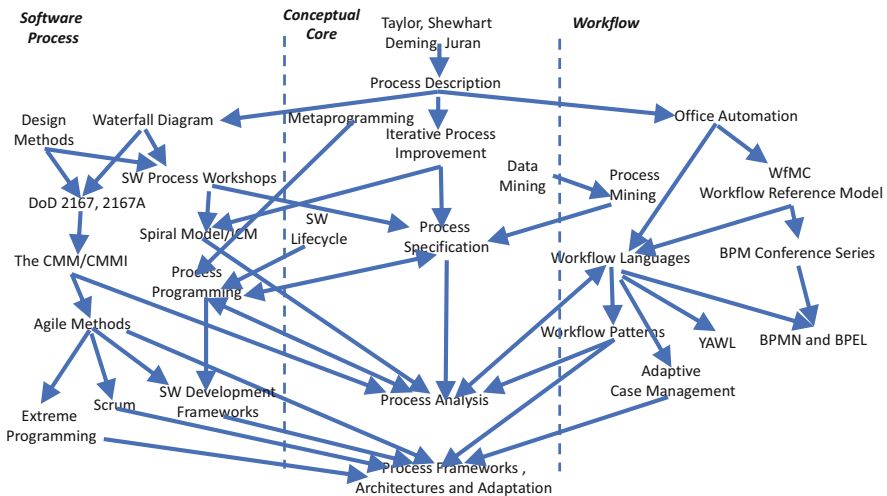 Software
Process
Conceptual
Core
Taylor, Shewhart
Deming, Juran
Workflow
Process Description
Design
Methods
Waterfall Diagram
Metaprogramming
Iterative Process
Improvement
Office Automation
SW Process Workshops
Data
Mining
Process
Mining
WfMC
Workflow Reference Model
DoD 2167, 2167A
Spiral Model/ICM
SW
Lifecycle
Process
Specification
The CMM/CMMI
Process
Programming
Workflow Languages
BPM Conference Series
Agile Methods
Workflow Patterns
YAWL
BPMN and BPEL
Adaptive
Case Management
Extreme
Programming
Scrum
SW Development
Frameworks
Process Analysis
Process Frameworks ,
Architectures and Adaptation